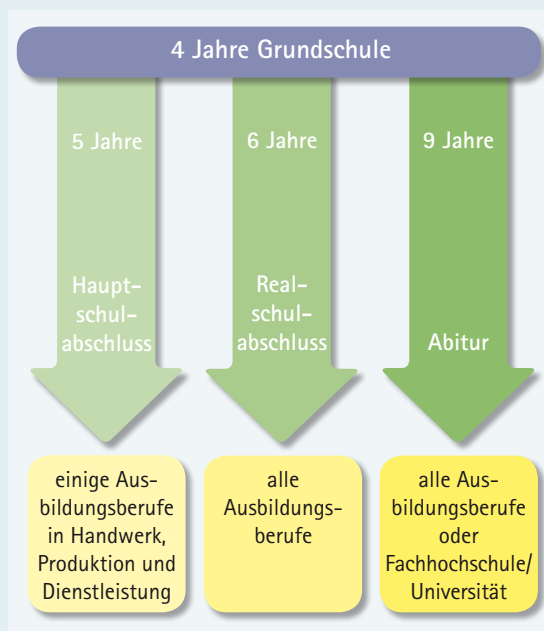 4 Jahre Grundschule
5 Jahre
Haupt-
schul-
abschluss
6 Jahre
Real-
schul-
abschluss
9 Jahre
Abitur
einige Aus-
bildungsberufe
in Handwerk,
Produktion und
Dienstleistung
alle
Ausbildungs-
berufe
alle Aus-
bildungsberufe
oder
Fachhochschule/
Universität